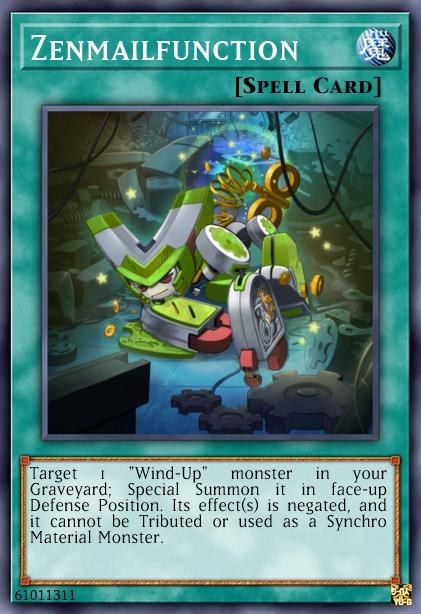 Zenmailfunction
魔
[Spell Card]
Target 1 "Wind-Up" monster in your
Graveyard; Special Summon it in face-up
Defense Position. Its effect(s) is negated, and
it cannot be Tributed or used as a Synchro
Material Monster.
61011311